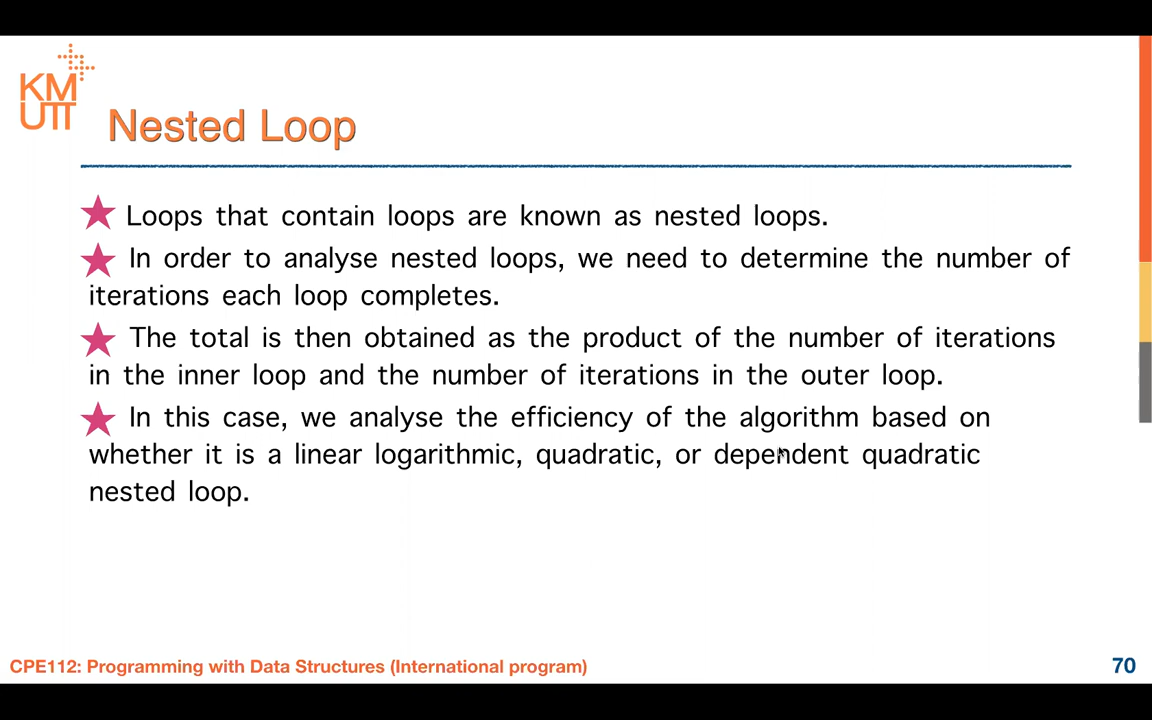 KM
UTT
Nested Loop
Loops that contain loops are known as nested loops.
In order to analyse nested loops, we need to determine the number of
iterations each loop completes.
The total is then obtained as the product of the number of iterations
in the inner loop and the number of iterations in the outer loop.
In this case, we analyse the efficiency of the algorithm based on
whether it is a linear logarithmic, quadratic, or dependent quadratic
nested loop.
CPE112: Programming with Data Structures (International program)
70